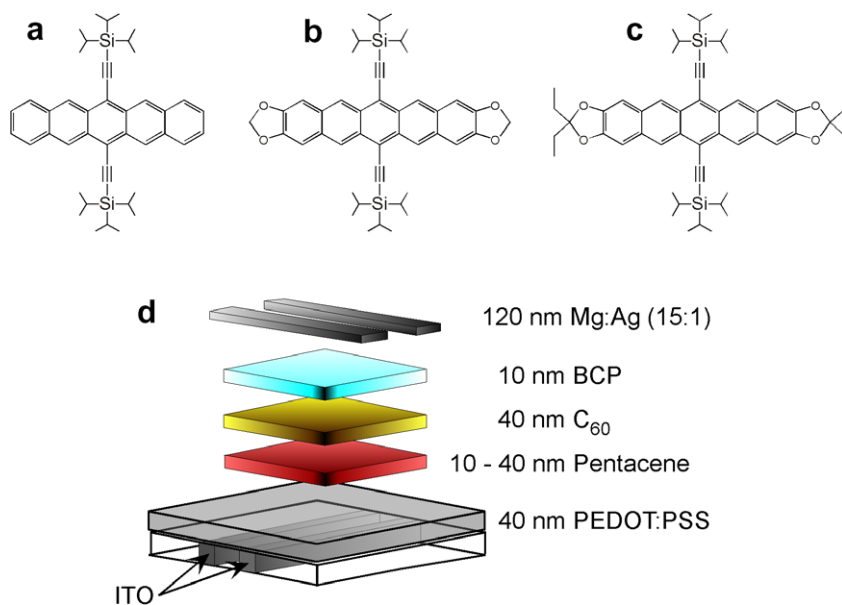 a
b
c
Si
Si
Si
O
O
O
O
O
O
O
O
Si
Si
Si
d
120 nm Mg:Ag (15:1)
10 nm BCP
40 nm C60
10 - 40 nm Pentacene
40 nm PEDOT:PSS
ITO